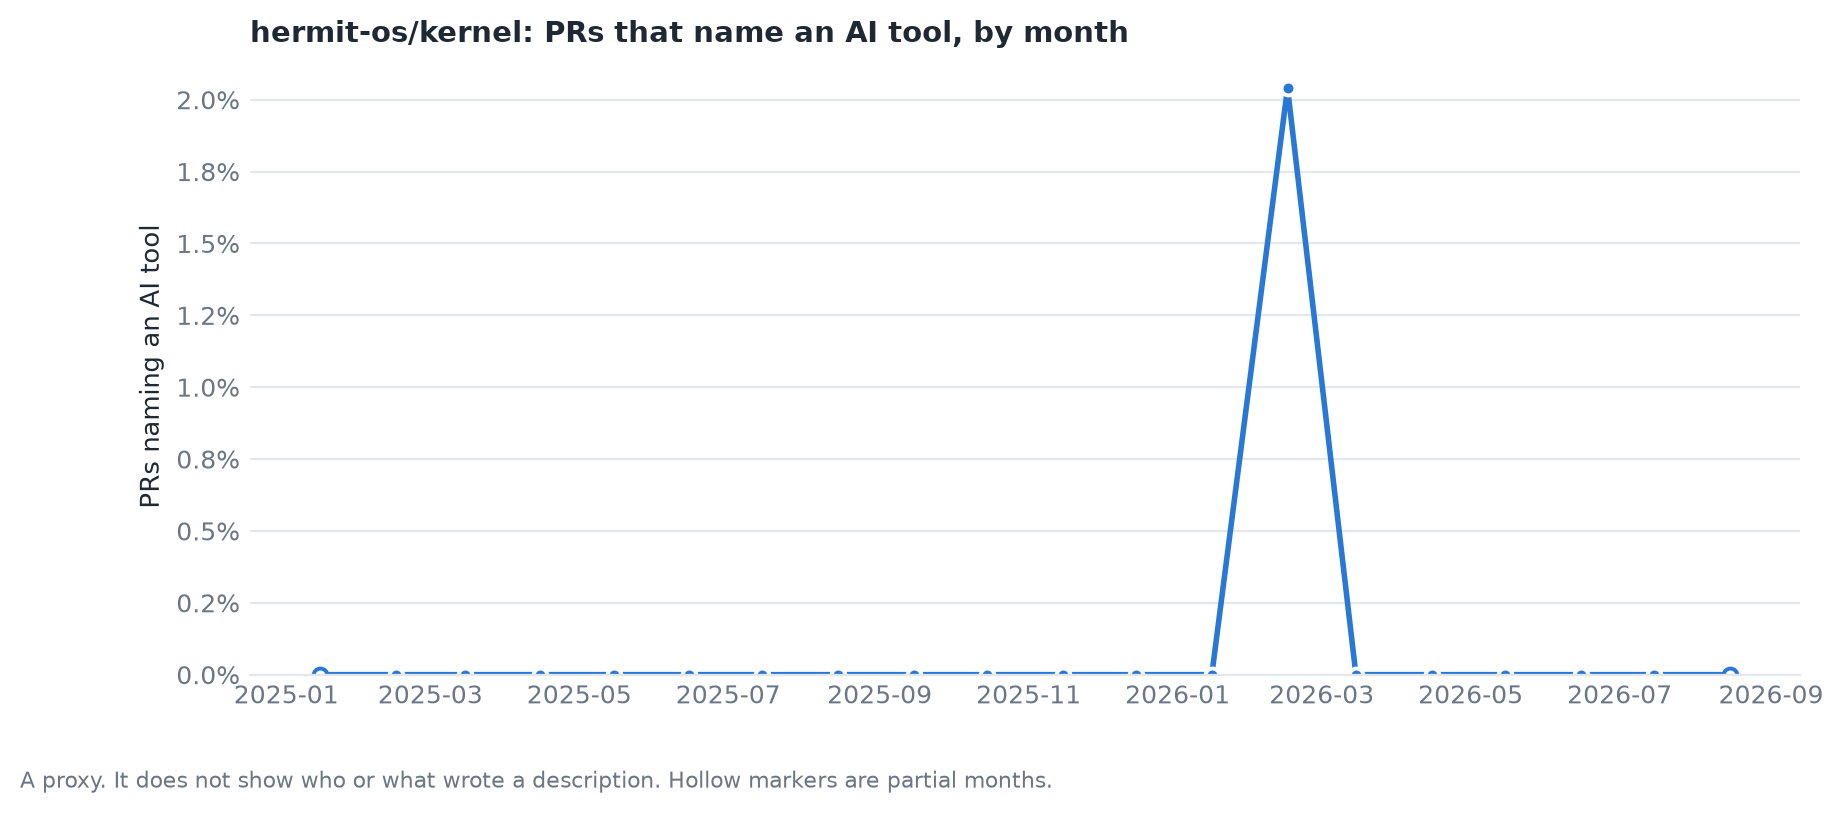 hermit-os/kernel: PRs that name an AI tool, by month
PRs naming an AI tool
2.0%
1.8%
1.5%
1.2%
1.0%
0.8%
0.5%
0.2%
0.0%
2025-01 2025-03 2025-05 2025-07 2025-09 2025-11 2026-01 2026-03 2026-05 2026-07 2026-09
A proxy. It does not show who or what wrote a description. Hollow markers are partial months.